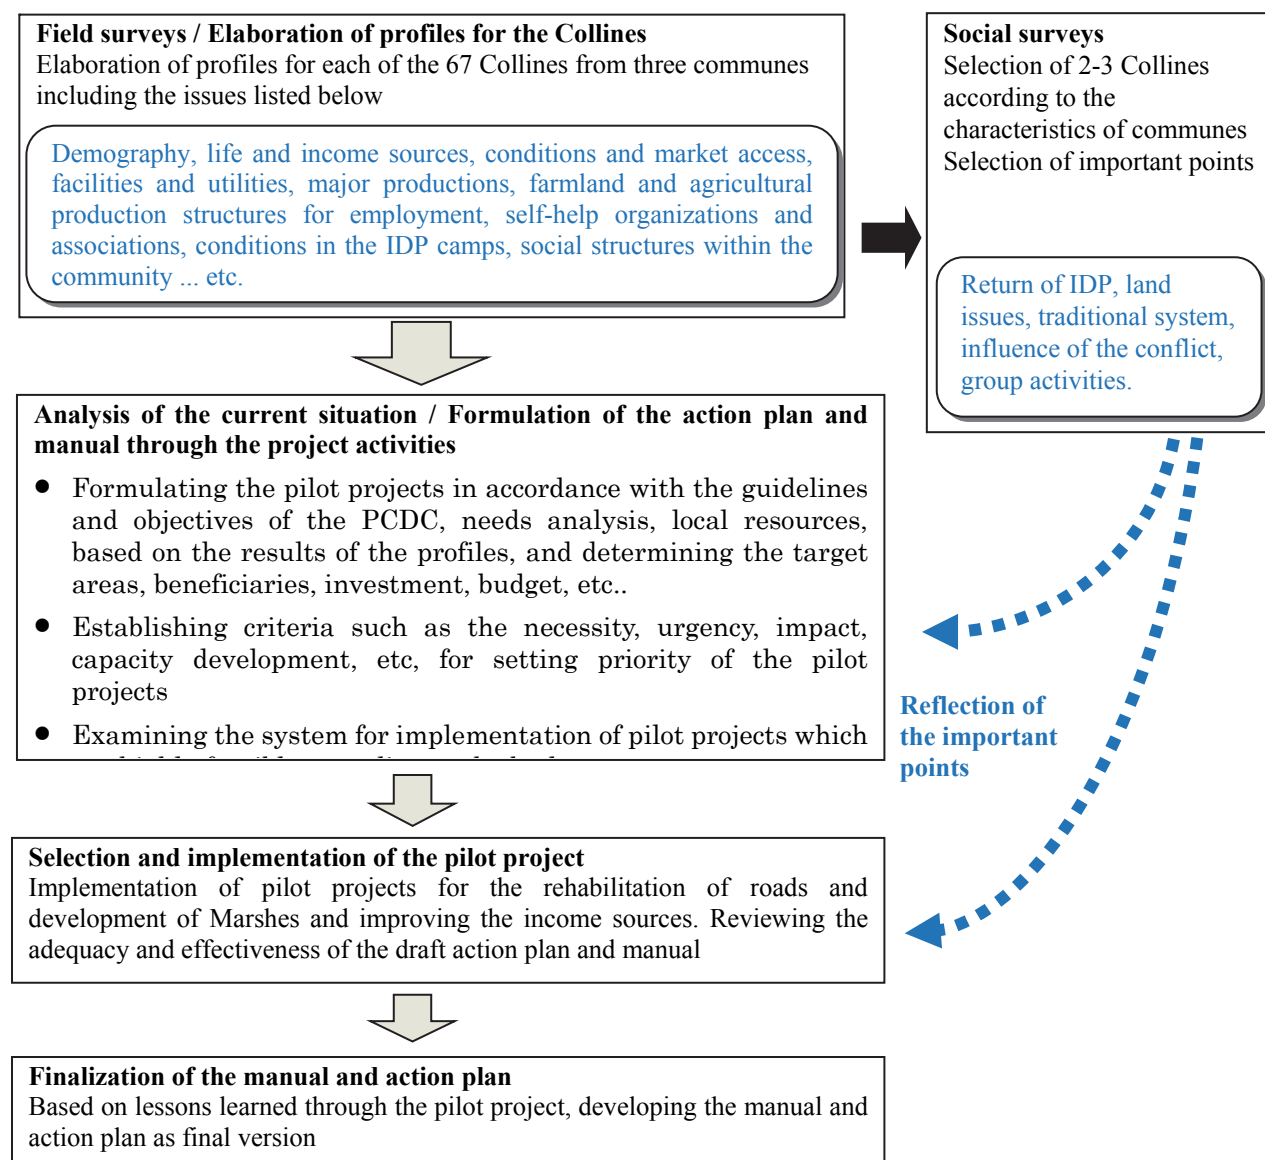 Field surveys / Elaboration of profiles for the Collines
Elaboration of profiles for each of the 67 Collines from three communes
including the issues listed below
Demography, life and income sources, conditions and market access,
facilities and utilities, major productions, farmland and agricultural
production structures for employment, self-help organizations and
associations, conditions in the IDP camps, social structures within the
community ... etc.
Social surveys
Selection of 2-3 Collines
according to the
characteristics of communes
Selection of important points
Return of IDP, land
issues, traditional system,
influence of the conflict,
group activities.
Analysis of the current situation / Formulation of the action plan and
manual through the project activities
● Formulating the pilot projects in accordance with the guidelines
and objectives of the PCDC, needs analysis, local resources,
based on the results of the profiles, and determining the target
areas, beneficiaries, investment, budget, etc..
● Establishing criteria such as the necessity, urgency, impact,
capacity development, etc, for setting priority of the pilot
projects
● Examining the system for implementation of pilot projects which
Reflection of
the important
points
Selection and implementation of the pilot project
Implementation of pilot projects for the rehabilitation of roads and
development of Marshes and improving the income sources. Reviewing the
adequacy and effectiveness of the draft action plan and manual
Finalization of the manual and action plan
Based on lessons learned through the pilot project, developing the manual and
action plan as final version